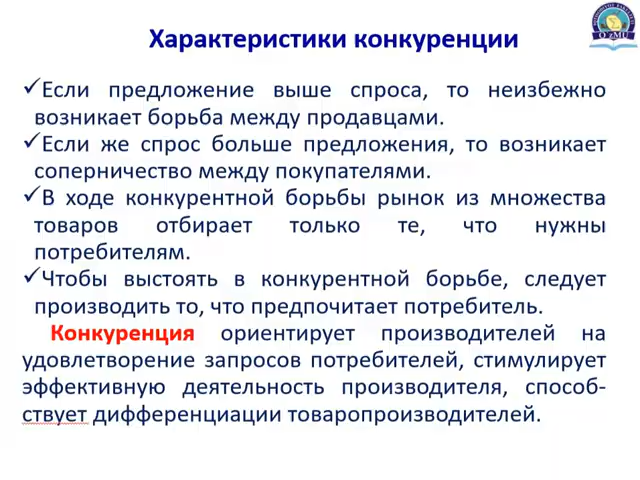 Характеристики конкуренции
O'ZMU
✓Если предложение выше спроса, то неизбежно
возникает борьба между продавцами.
✓Если же спрос больше предложения, то возникает
соперничество между покупателями.
✓В ходе конкурентной борьбы рынок из множества
товаров отбирает только те, что нужны
потребителям.
✓Чтобы выстоять в конкурентной борьбе, следует
производить то, что предпочитает потребитель.
Конкуренция ориентирует производителей на
удовлетворение запросов потребителей, стимулирует
эффективную деятельность производителя, способ-
ствует дифференциации товаропроизводителей.